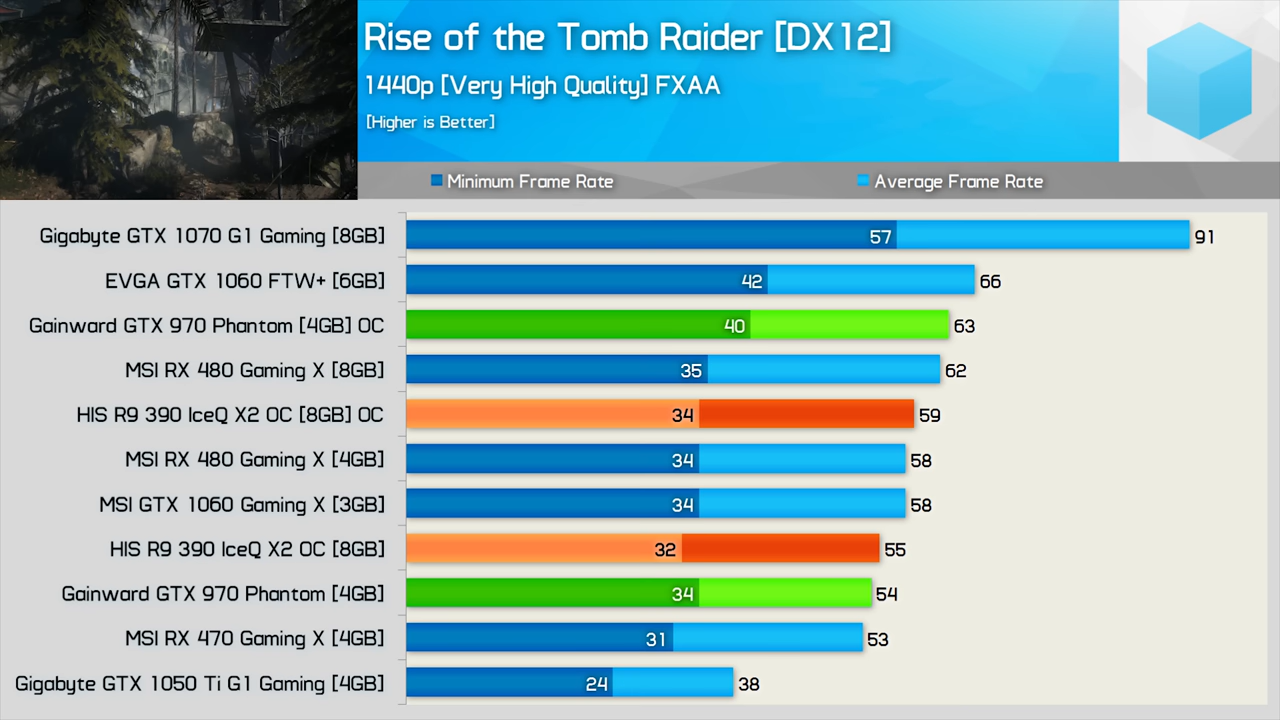 Rise of the Tomb Raider [DX12]
1440p [Very High Quality] FXAA
[Higher is Better]
Minimum Frame Rate Average Frame Rate
Gigabyte GTX 1070 G1 Gaming [8GB] 57 91
EVGA GTX 1060 FTW+ [6GB] 42 66
Gainward GTX 970 Phantom [4GB] OC 40 63
MSI RX 480 Gaming X [8GB] 35 62
HIS R9 390 IceQ X2 OC [8GB] OC 34 59
MSI RX 480 Gaming X [4GB] 34 58
MSI GTX 1060 Gaming X [3GB] 34 58
HIS R9 390 IceQ X2 OC [8GB] 32 55
Gainward GTX 970 Phantom [4GB] 34 54
MSI RX 470 Gaming X [4GB] 31 53
Gigabyte GTX 1050 Ti G1 Gaming [4GB] 24 38